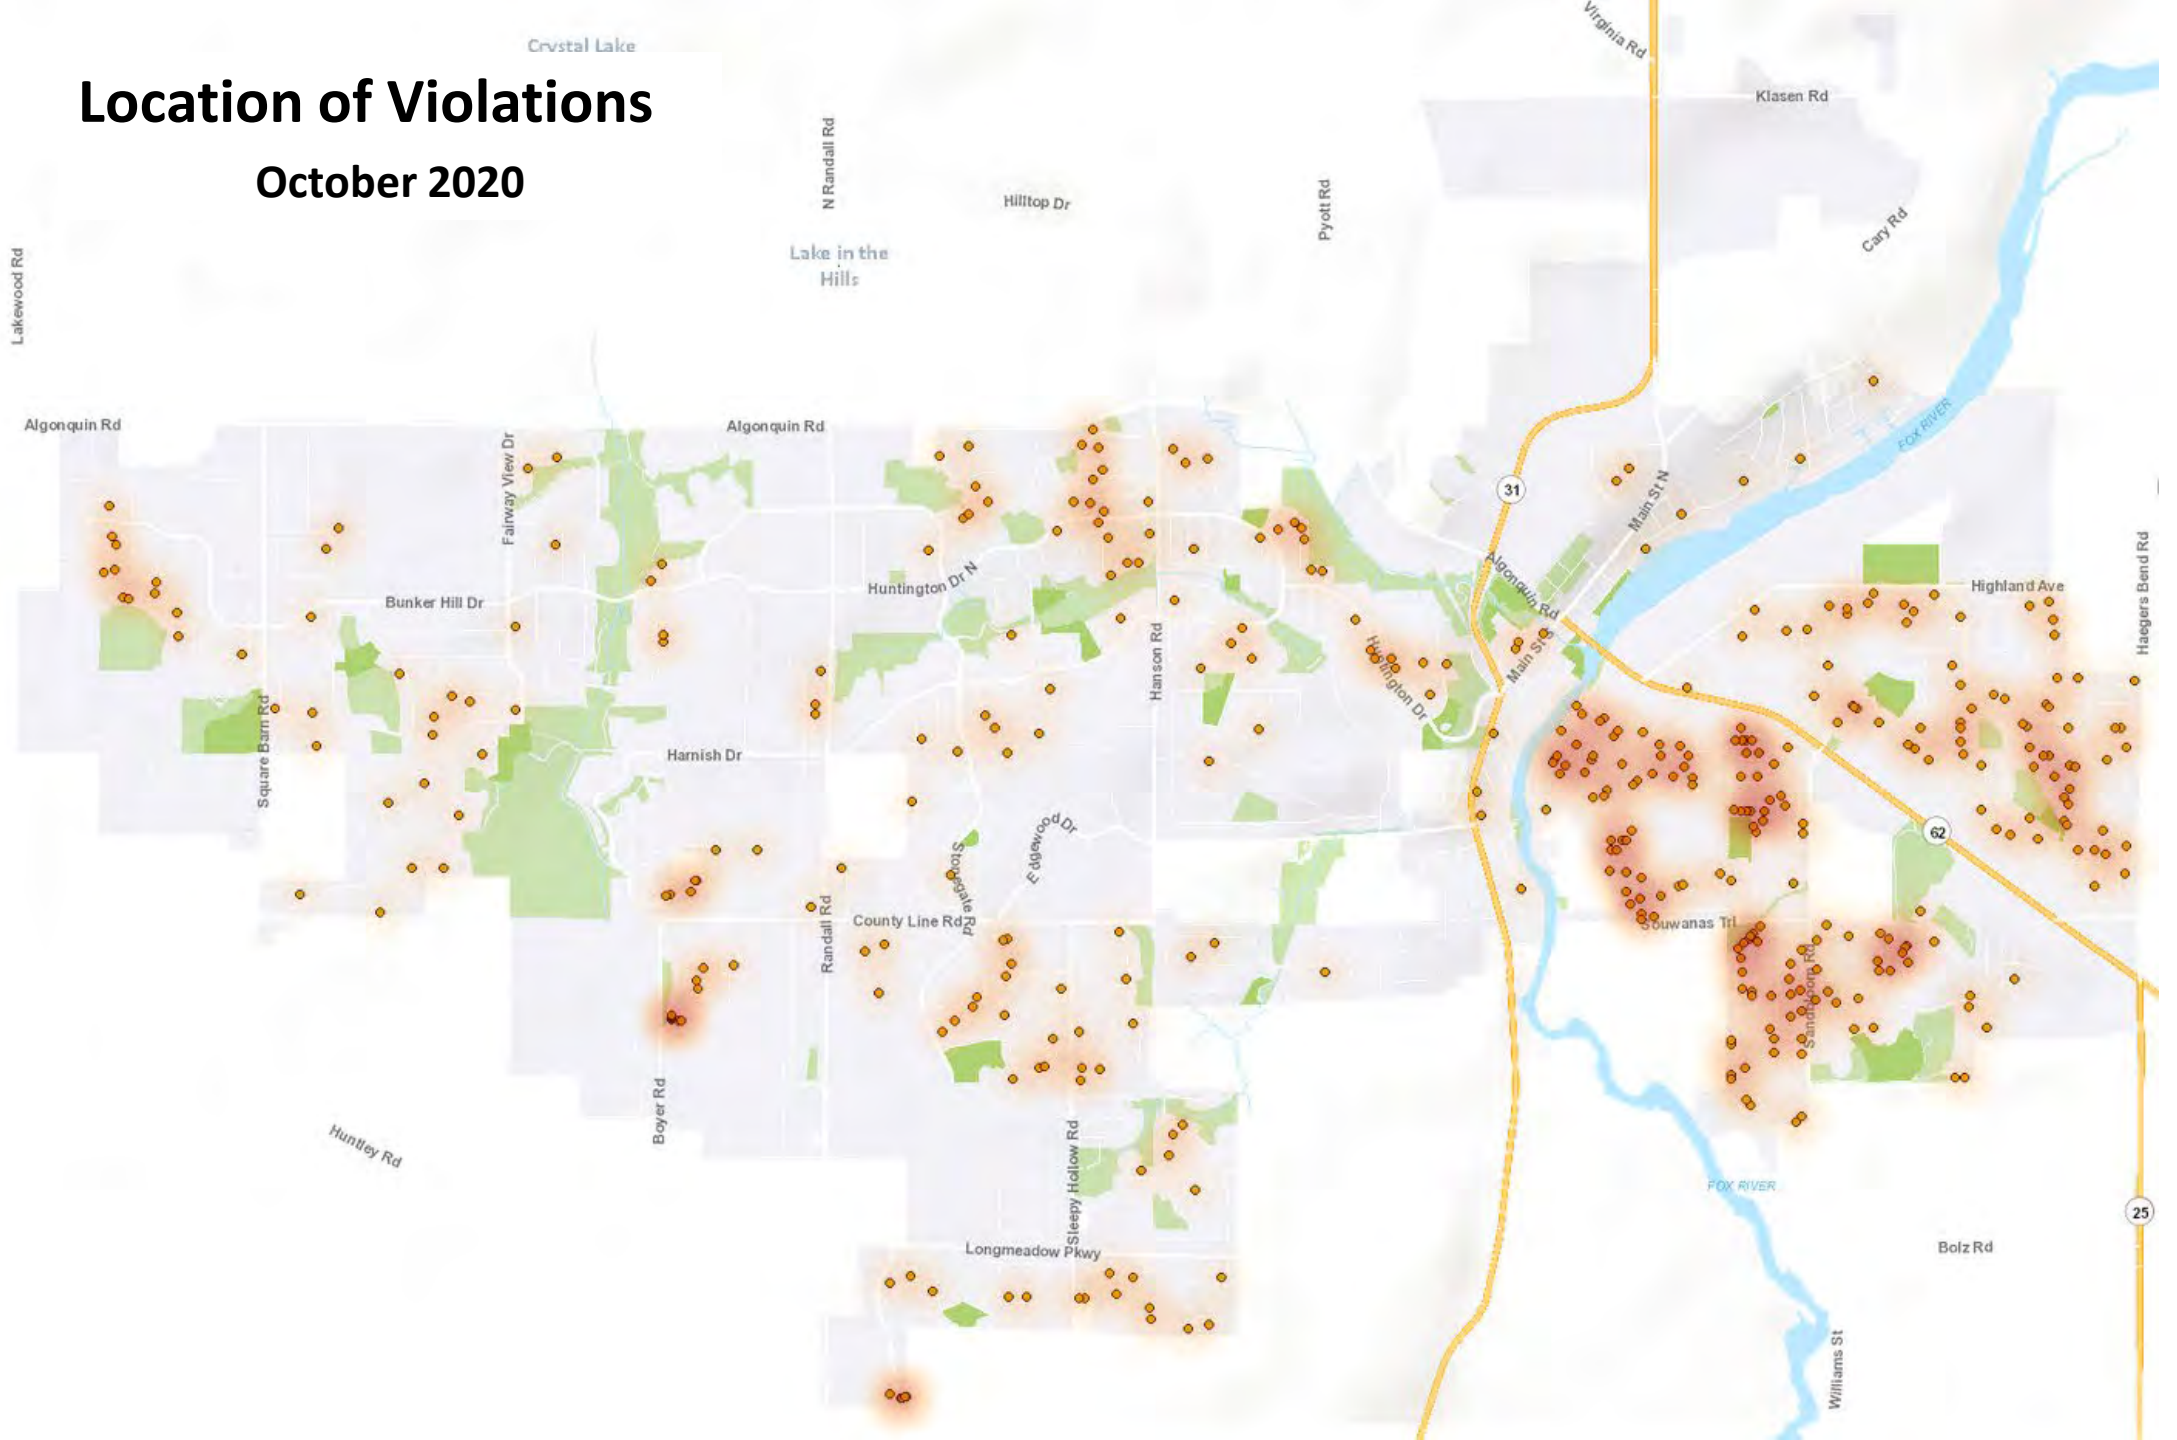 Crystal Lake
Location of Violations
October 2020
Virginia Rd
Klasen Rd
N Randall Rd
Hilltop Dr
Pyott Rd
Cary Rd
Lakewood Rd
Lake in the
Hills
Algonquin Rd
Algonquin Rd
Fairway View Dr
FOX RIVER
31
Main St N
Algonquin Rd
Haegers Bend Rd
Highland Ave
Huntington Dr N
Bunker Hill Dr
Hanson Rd
Huntington Dr
Main St S
Square Barn Rd
Harnish Dr
E Edgewood Dr
Stonegate Rd
62
County Line Rd
Randall Rd
Souwanas Trl
Sandbloom Rd
Boyer Rd
Huntley Rd
Sleepy Hollow Rd
FOX RIVER
25
Longmeadow Pkwy
Bolz Rd
Williams St